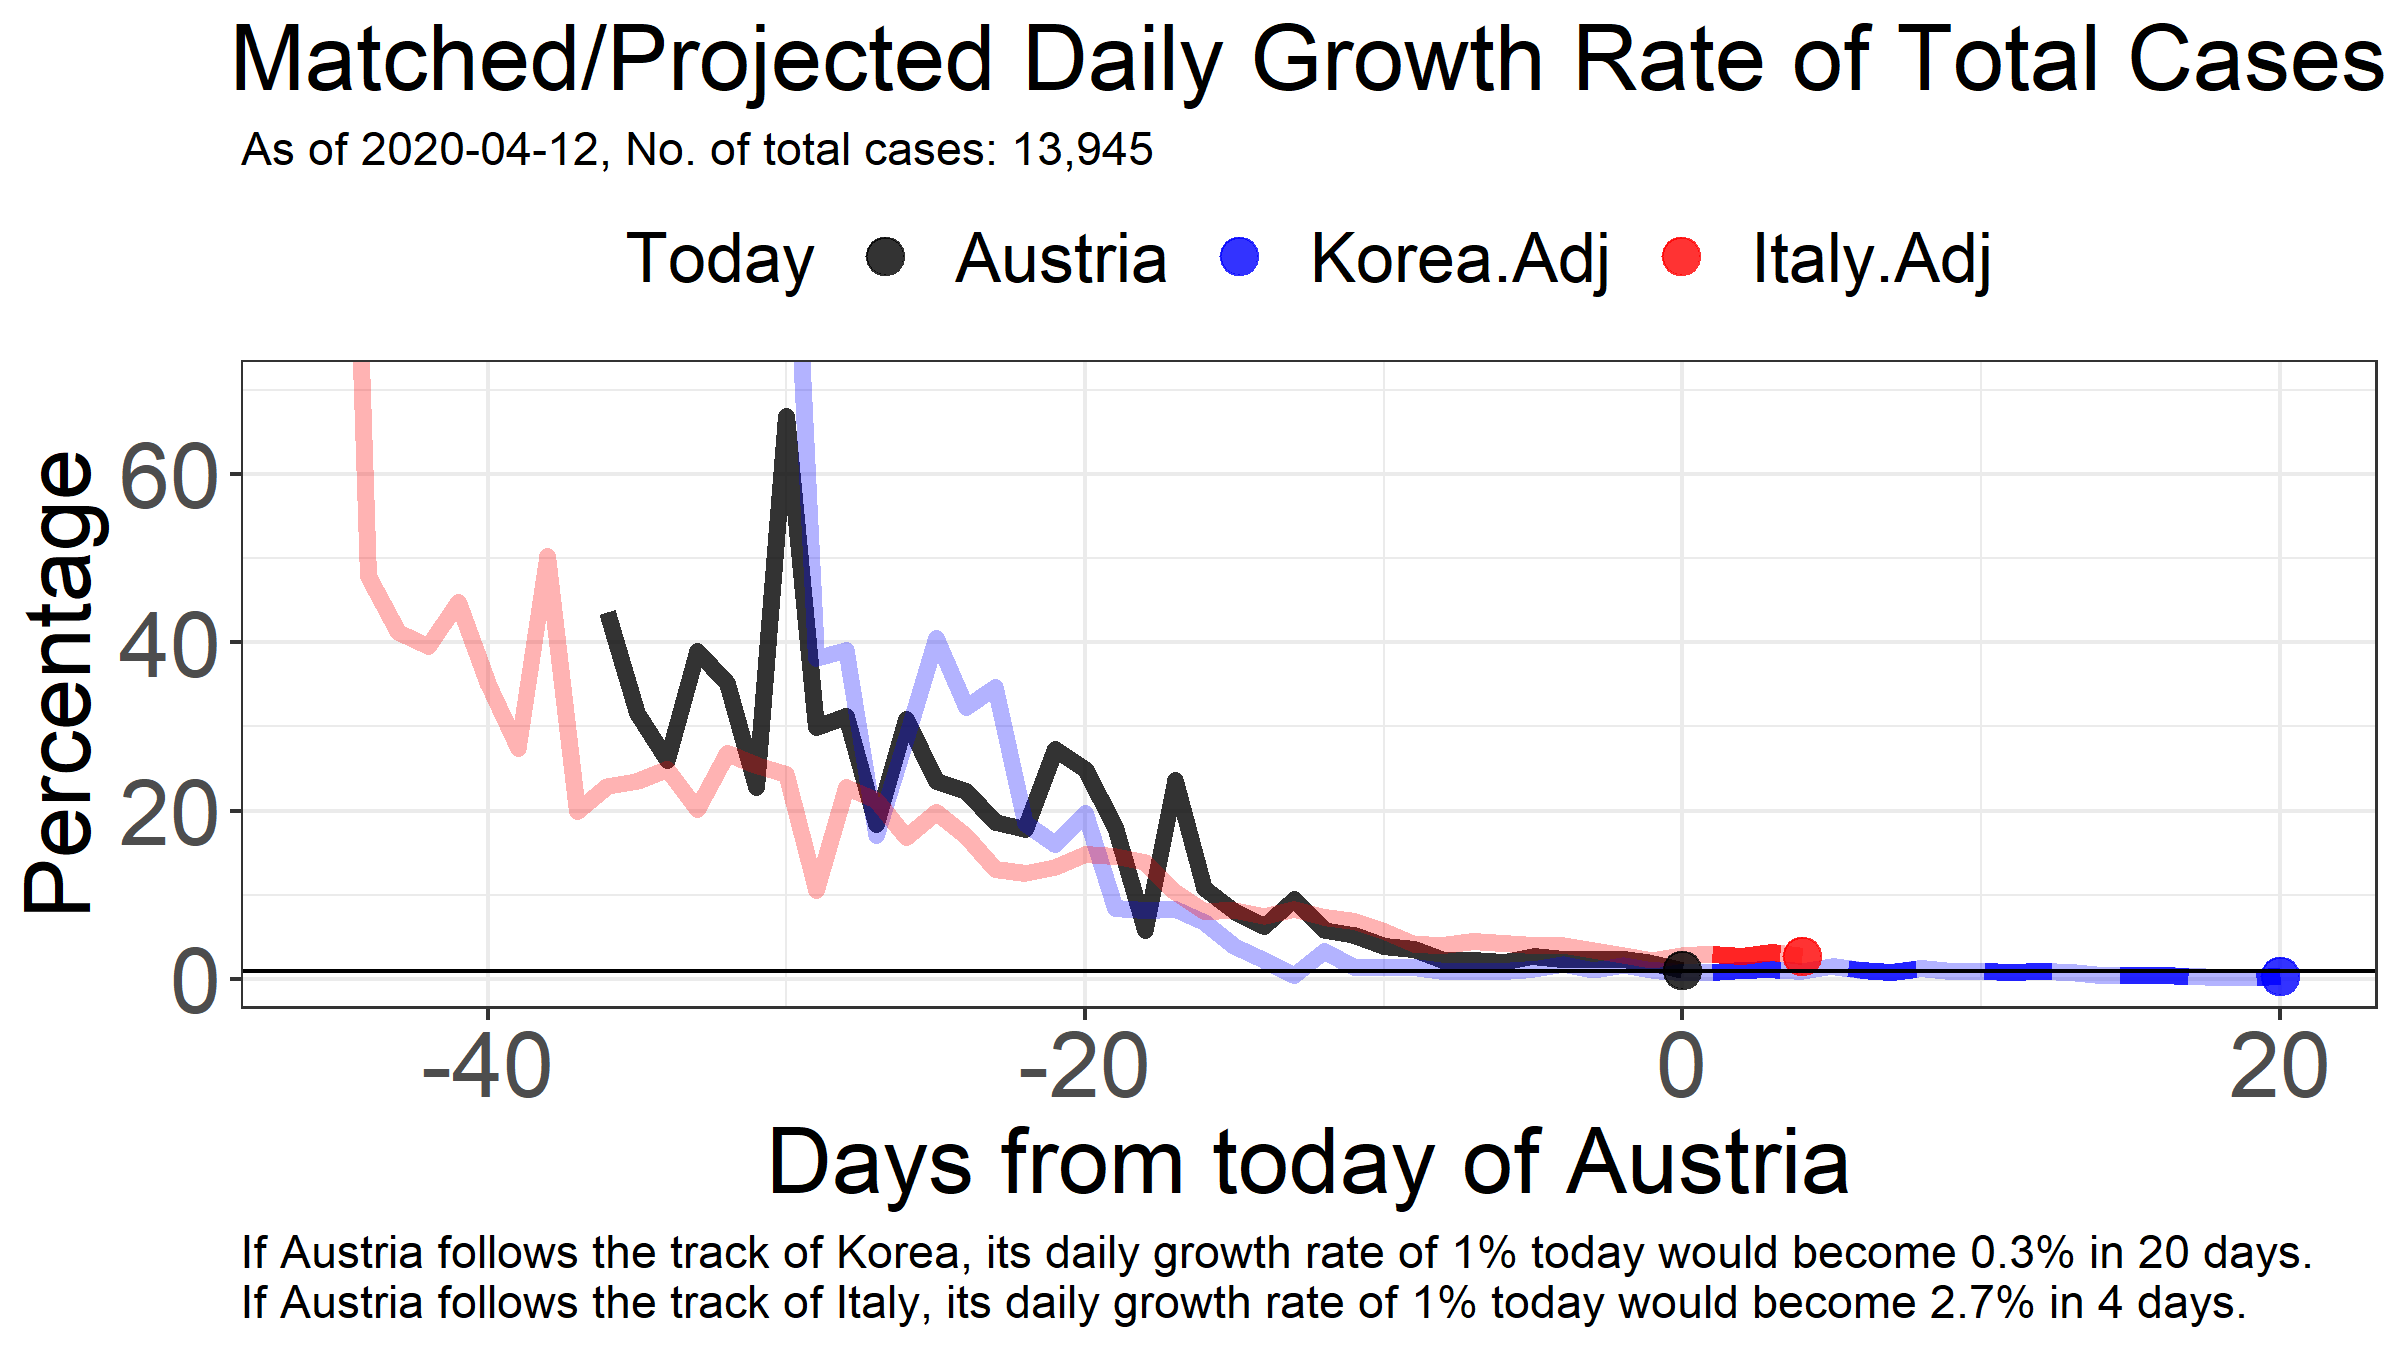 Matched/Projected Daily Growth Rate of Total Cases
As of 2020-04-12, No. of total cases: 13,945
Today Austria Korea.Adj Italy.Adj
Percentage
60
40
20
0
-40 -20 0 20
Days from today of Austria
If Austria follows the track of Korea, its daily growth rate of 1% today would become 0.3% in 20 days.
If Austria follows the track of Italy, its daily growth rate of 1% today would become 2.7% in 4 days.